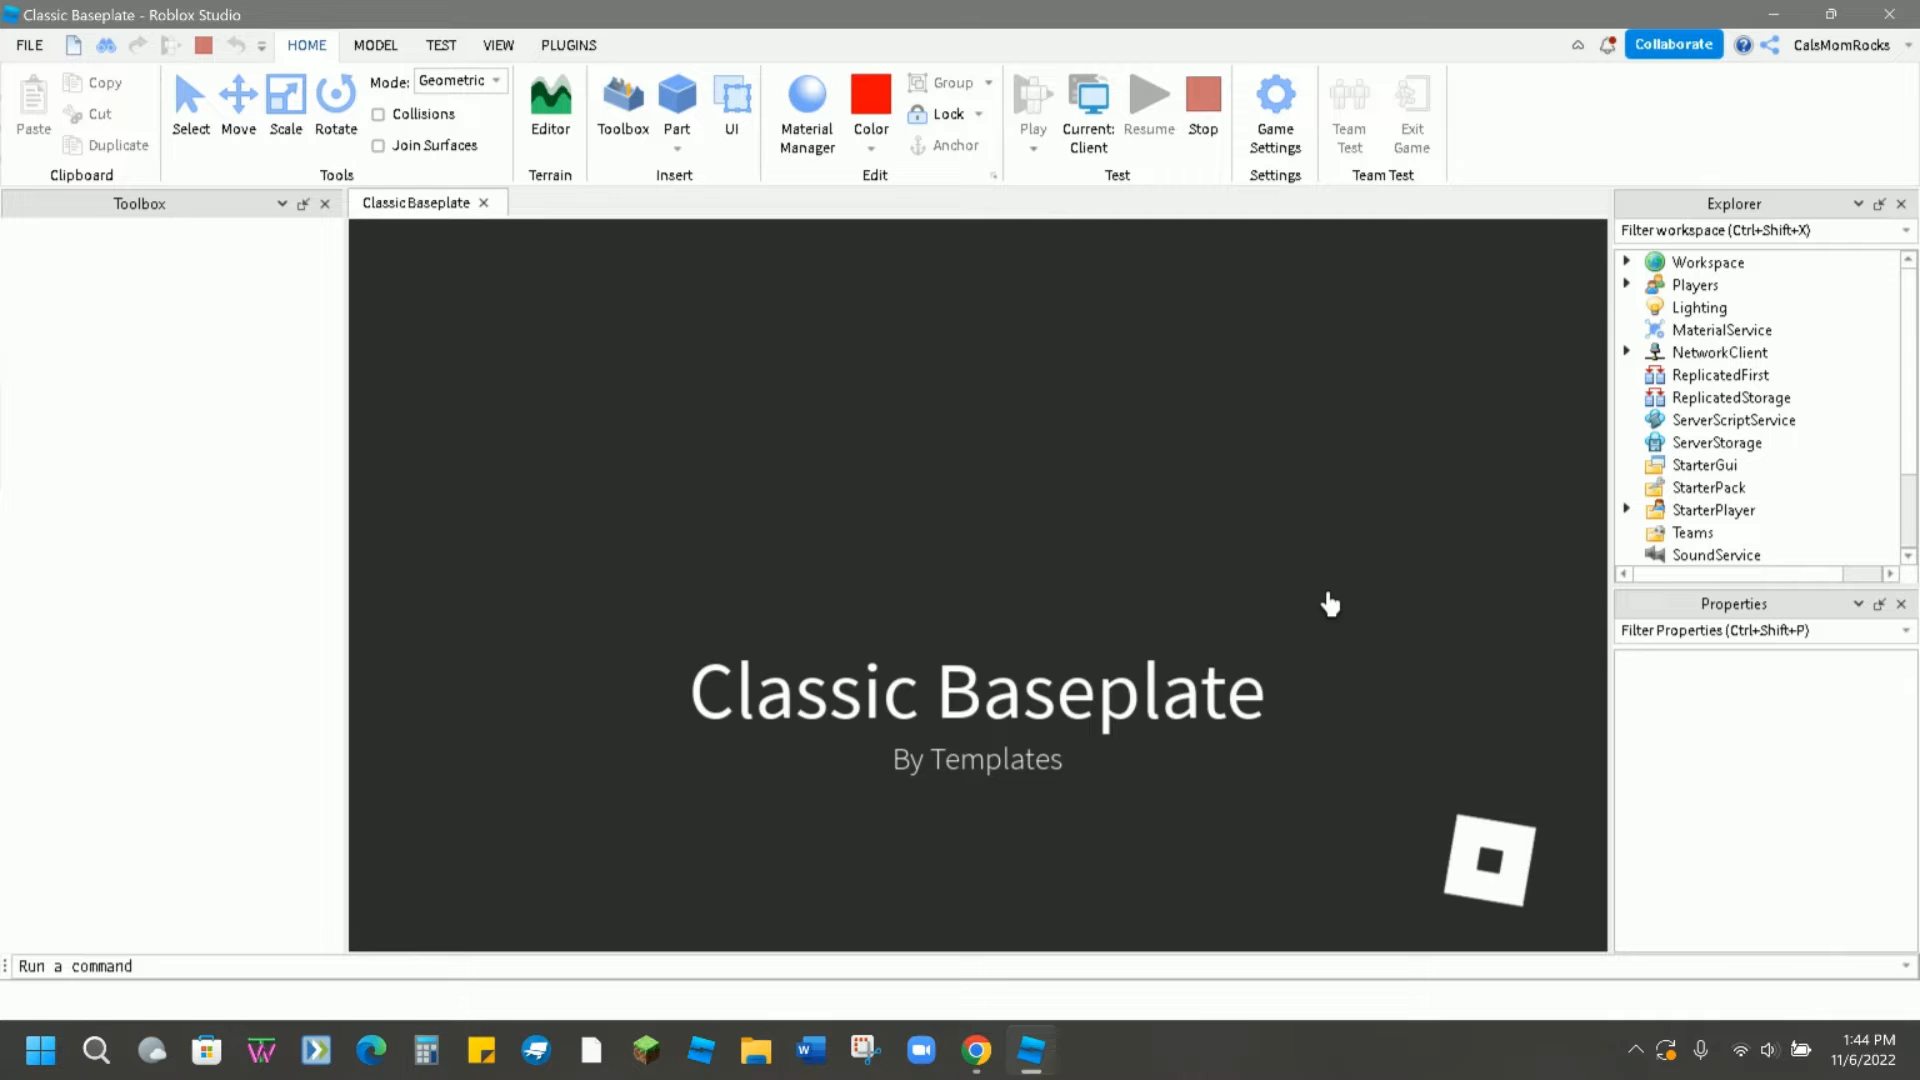 Classic Baseplate - Roblox Studio
FILE HOME MODEL TEST VIEW PLUGINS Collaborate CalsMomRocks
Paste
Copy
Cut
Duplicate
Clipboard
Select Move Scale Rotate
Mode: Geometric
Collisions
Join Surfaces
Tools
Editor
Terrain
Toolbox Part UI
Insert
Material
Manager
Color
Group
Lock
Anchor
Edit
Play
Current:
Client
Resume
Stop
Test
Game
Settings
Settings
Team
Test
Exit
Game
Team Test
Toolbox
Classic Baseplate
Classic Baseplate
By Templates
Explorer
Filter workspace (Ctrl+Shift+X)
Workspace
Players
Lighting
MaterialService
NetworkClient
ReplicatedFirst
ReplicatedStorage
ServerScriptService
ServerStorage
StarterGui
StarterPack
StarterPlayer
Teams
SoundService
Properties
Filter Properties (Ctrl+Shift+P)
Run a command
1:44 PM
11/6/2022